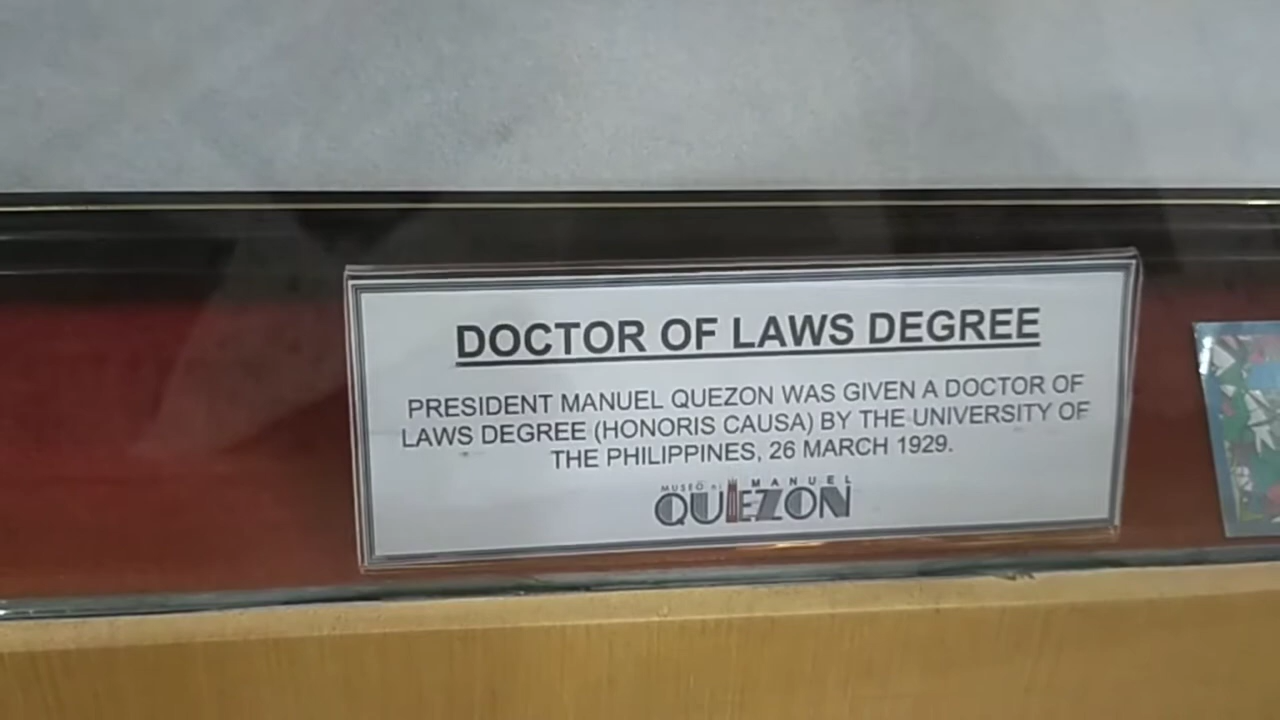 DOCTOR OF LAWS DEGREE
PRESIDENT MANUEL QUEZON WAS GIVEN A DOCTOR OF
LAWS DEGREE (HONORIS CAUSA) BY THE UNIVERSITY OF
THE PHILIPPINES, 26 MARCH 1929.
MUSEO ni MANUEL
QUEZON